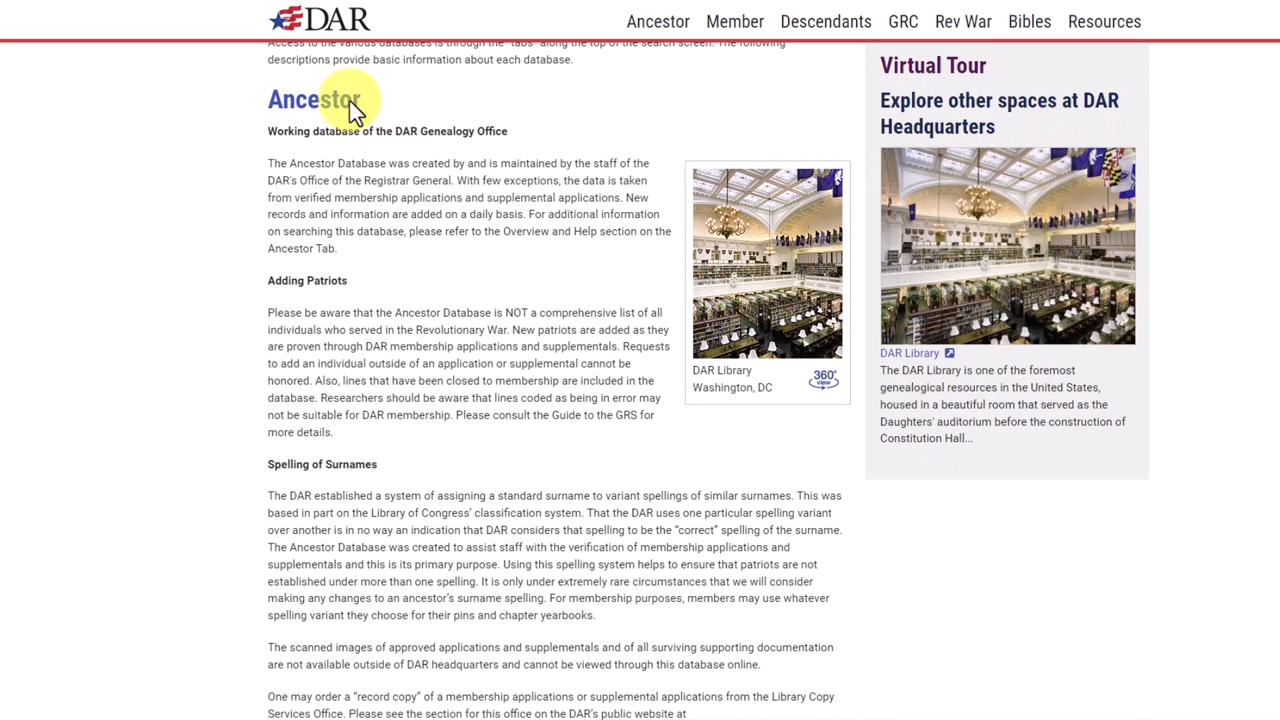 DAR
Ancestor Member Descendants GRC Rev War Bibles Resources
Access to the various databases is through the "tabs" along the top of the search screen. The following
descriptions provide basic information about each database.
Ancestor
Working database of the DAR Genealogy Office
The Ancestor Database was created by and is maintained by the staff of the
DAR's Office of the Registrar General. With few exceptions, the data is taken
from verified membership applications and supplemental applications. New
records and information are added on a daily basis. For additional information
on searching this database, please refer to the Overview and Help section on the
Ancestor Tab.
Adding Patriots
Please be aware that the Ancestor Database is NOT a comprehensive list of all
individuals who served in the Revolutionary War. New patriots are added as they
are proven through DAR membership applications and supplementals. Requests
to add an individual outside of an application or supplemental cannot be
honored. Also, lines that have been closed to membership are included in the
database. Researchers should be aware that lines coded as being in error may
not be suitable for DAR membership. Please consult the Guide to the GRS for
more details.
DAR Library
Washington, DC
360°
view
Spelling of Surnames
The DAR established a system of assigning a standard surname to variant spellings of similar surnames. This was
based in part on the Library of Congress' classification system. That the DAR uses one particular spelling variant
over another is in no way an indication that DAR considers that spelling to be the "correct" spelling of the surname.
The Ancestor Database was created to assist staff with the verification of membership applications and
supplementals and this is its primary purpose. Using this spelling system helps to ensure that patriots are not
established under more than one spelling. It is only under extremely rare circumstances that we will consider
making any changes to an ancestor's surname spelling. For membership purposes, members may use whatever
spelling variant they choose for their pins and chapter yearbooks.
The scanned images of approved applications and supplementals and of all surviving supporting documentation
are not available outside of DAR headquarters and cannot be viewed through this database online.
One may order a "record copy" of a membership applications or supplemental applications from the Library Copy
Services Office. Please see the section for this office on the DAR's public website at
Virtual Tour
Explore other spaces at DAR
Headquarters
DAR Library
The DAR Library is one of the foremost
genealogical resources in the United States,
housed in a beautiful room that served as the
Daughters' auditorium before the construction of
Constitution Hall...